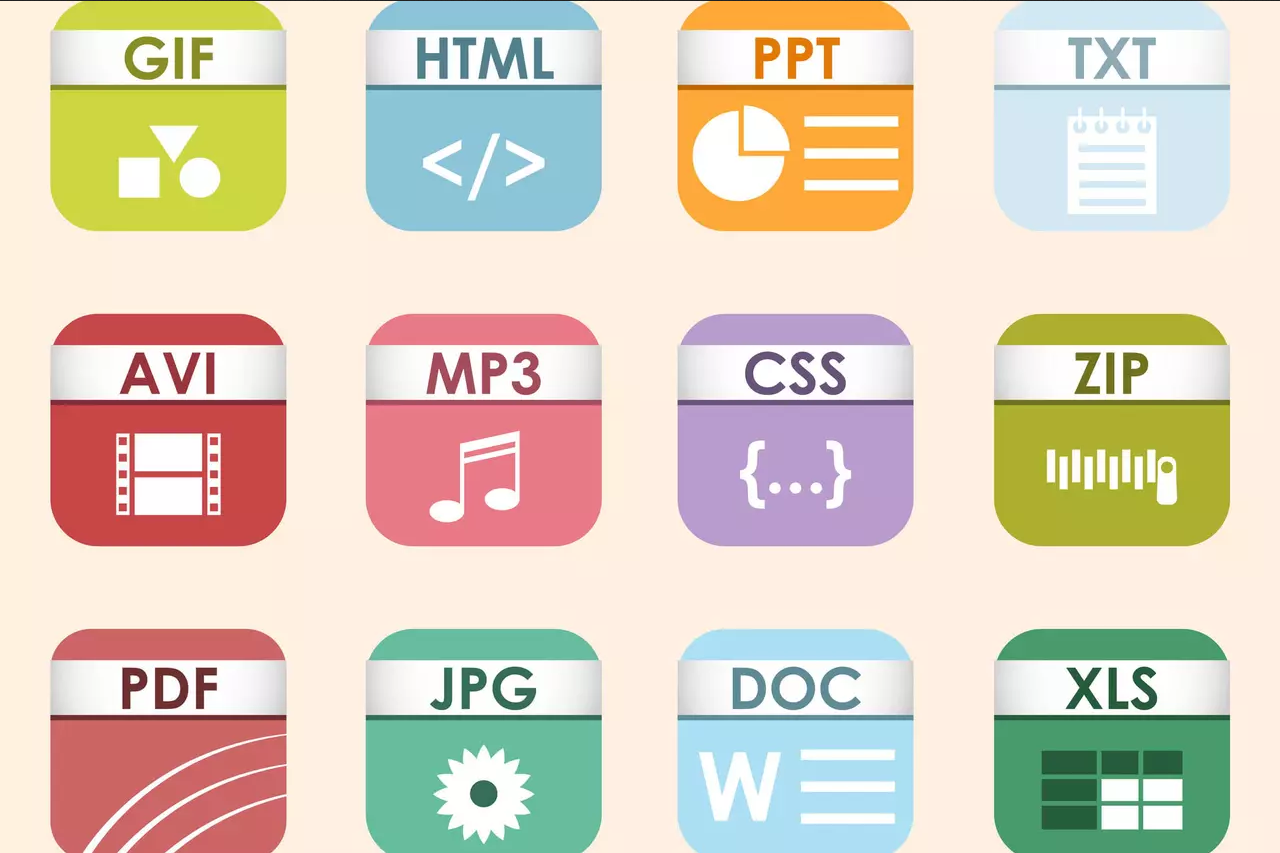 GIF HTML PPT TXT
</>
AVI MP3 CSS ZIP
{...}
PDF JPG DOC XLS
W